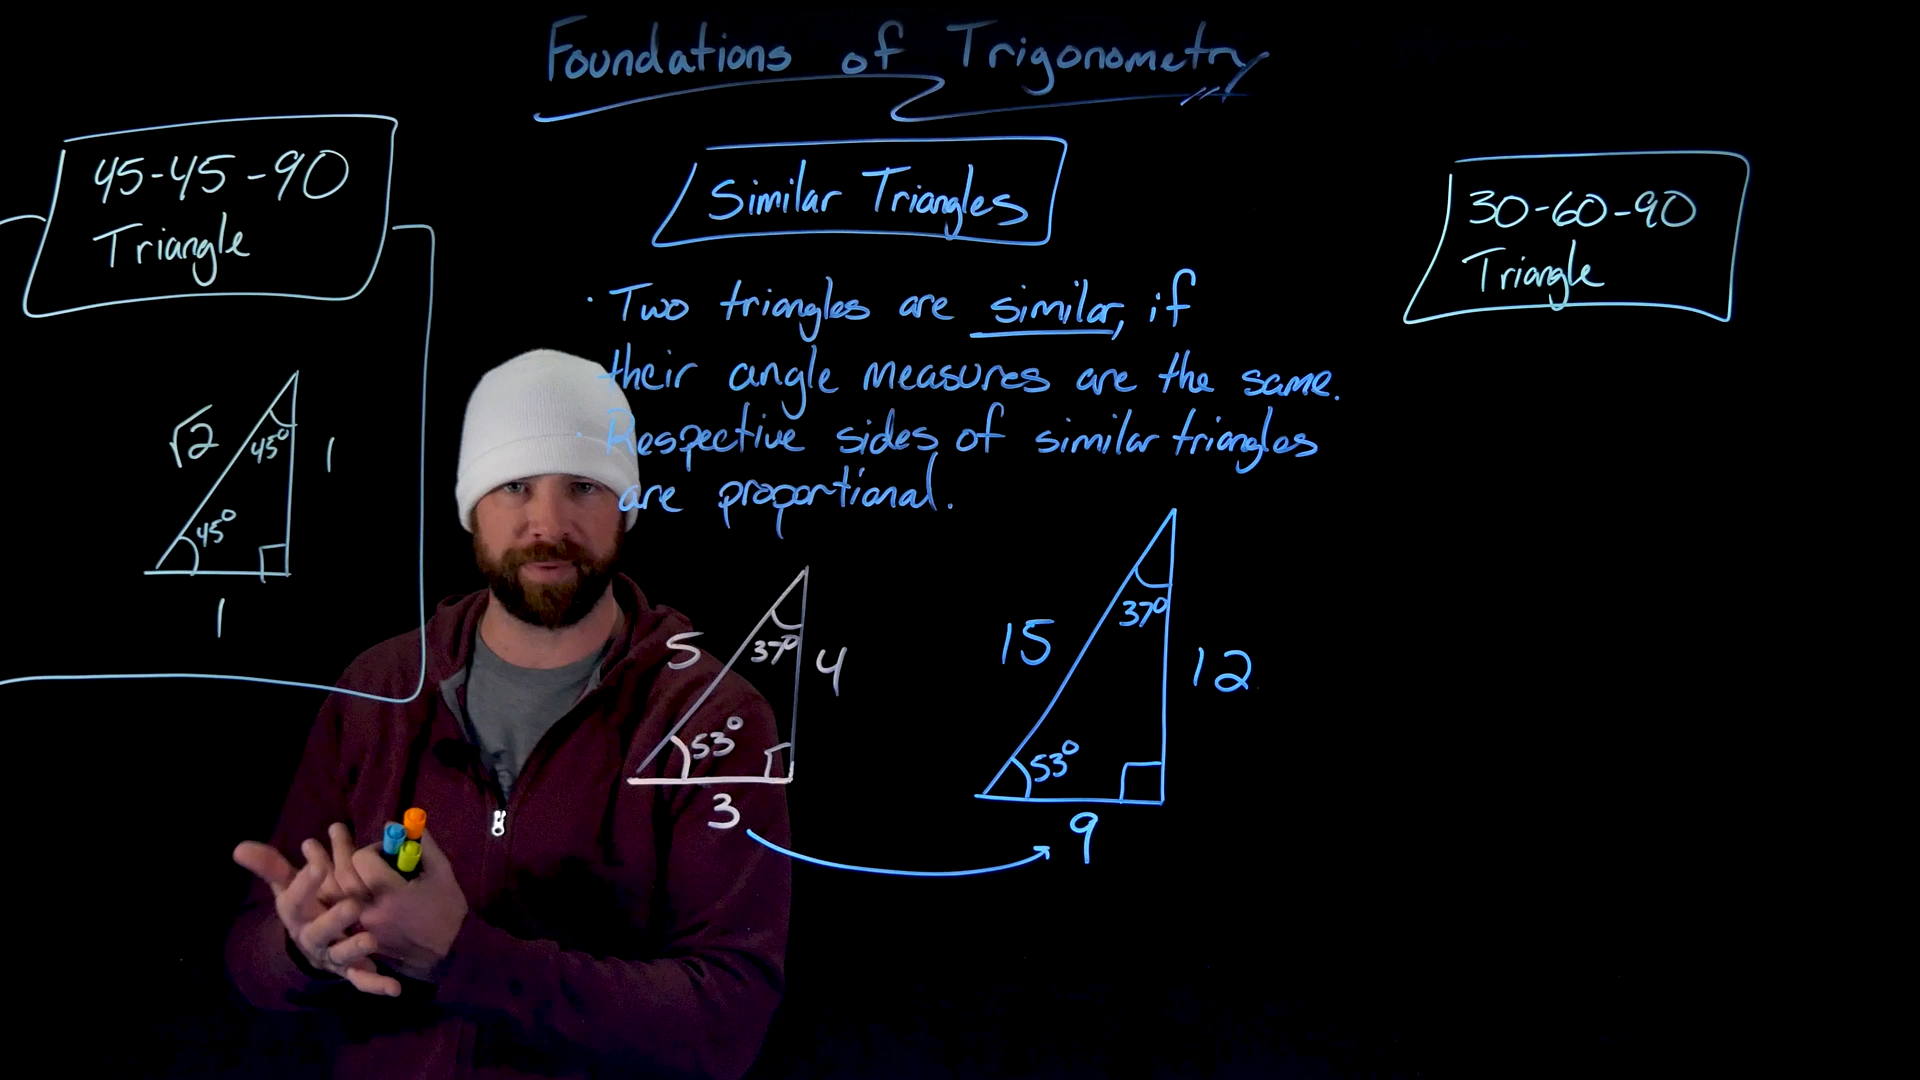 Foundations of Trigonometry
45-45-90
Triangle
√2
45°
1
45°
1
Similar Triangles
· Two triangles are similar, if
their angle measures are the same.
· Respective sides of similar triangles
are proportional.
5
37°
4
53°
3
15
37°
12
53°
9
30-60-90
Triangle